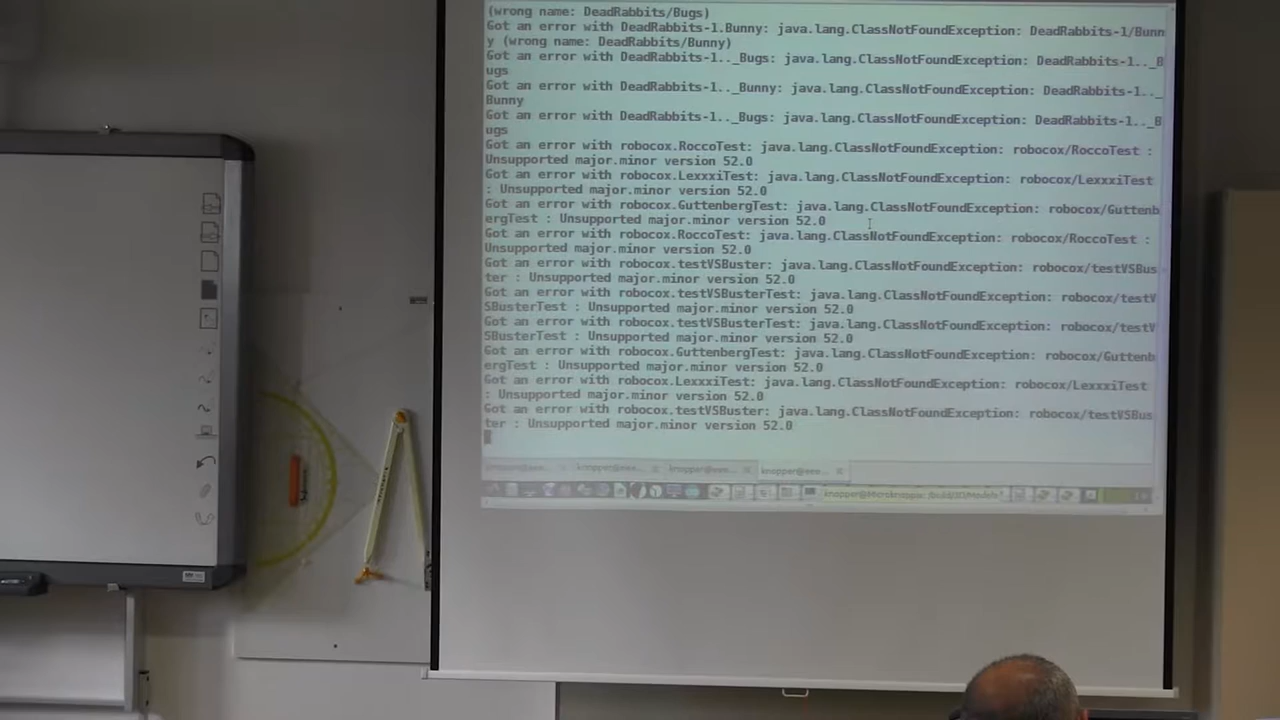 (wrong name: DeadRabbits/Bugs)
Got an error with DeadRabbits-1.Bunny: java.lang.ClassNotFoundException: DeadRabbits-1/Bunn
y (wrong name: DeadRabbits/Bunny)
Got an error with DeadRabbits-1.._Bugs: java.lang.ClassNotFoundException: DeadRabbits-1.._B
ugs
Got an error with DeadRabbits-1.._Bunny: java.lang.ClassNotFoundException: DeadRabbits-1.._
Bunny
Got an error with DeadRabbits-1.._Bugs: java.lang.ClassNotFoundException: DeadRabbits-1.._B
ugs
Got an error with robocox.RoccoTest: java.lang.ClassNotFoundException: robocox/RoccoTest :
Unsupported major.minor version 52.0
Got an error with robocox.LexxxiTest: java.lang.ClassNotFoundException: robocox/LexxxiTest
: Unsupported major.minor version 52.0
Got an error with robocox.GuttenbergTest: java.lang.ClassNotFoundException: robocox/Guttenb
ergTest : Unsupported major.minor version 52.0
Got an error with robocox.RoccoTest: java.lang.ClassNotFoundException: robocox/RoccoTest :
Unsupported major.minor version 52.0
Got an error with robocox.testVSBuster: java.lang.ClassNotFoundException: robocox/testVSBus
ter : Unsupported major.minor version 52.0
Got an error with robocox.testVSBusterTest: java.lang.ClassNotFoundException: robocox/testV
SBusterTest : Unsupported major.minor version 52.0
Got an error with robocox.testVSBusterTest: java.lang.ClassNotFoundException: robocox/testV
SBusterTest : Unsupported major.minor version 52.0
Got an error with robocox.GuttenbergTest: java.lang.ClassNotFoundException: robocox/Guttenb
ergTest : Unsupported major.minor version 52.0
Got an error with robocox.LexxxiTest: java.lang.ClassNotFoundException: robocox/LexxxiTest
: Unsupported major.minor version 52.0
Got an error with robocox.testVSBuster: java.lang.ClassNotFoundException: robocox/testVSBus
ter : Unsupported major.minor version 52.0